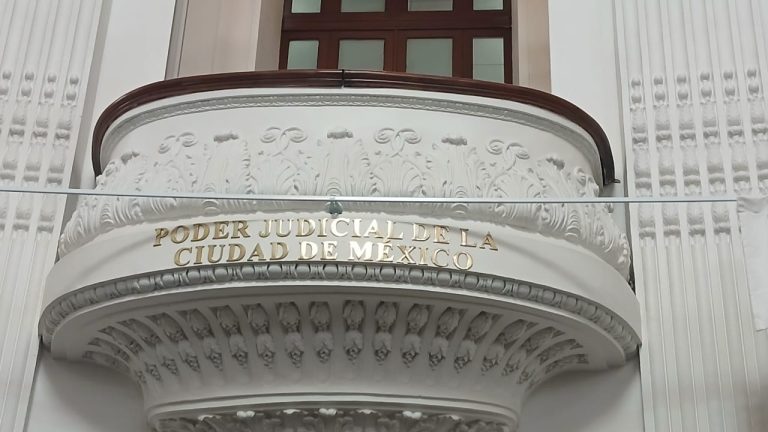 PODER JUDICIAL DE LA
CIUDAD DE MÉXICO